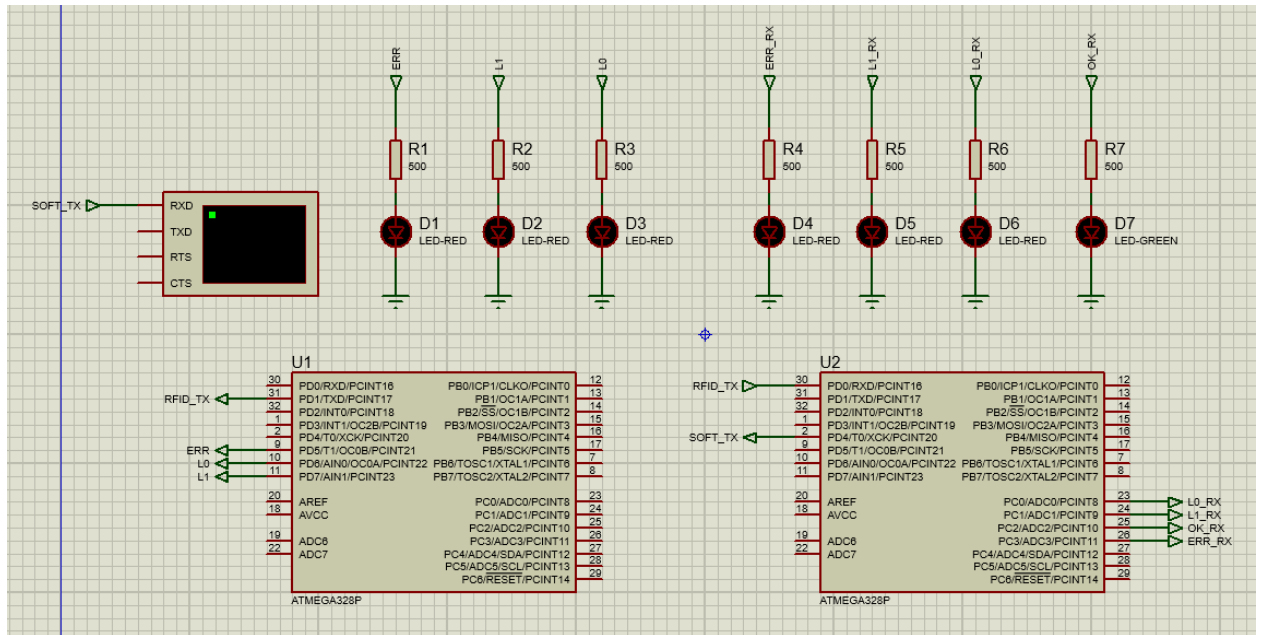 ERR
L1
L0
ERR_RX
L1_RX
L0_RX
OK_RX
R1
500
R2
500
R3
500
R4
500
R5
500
R6
500
R7
500
SOFT_TX
RXD
TXD
RTS
CTS
D1
LED-RED
D2
LED-RED
D3
LED-RED
D4
LED-RED
D5
LED-RED
D6
LED-RED
D7
LED-GREEN
U1
30 PD0/RXD/PCINT16 PB0/ICP1/CLKO/PCINT0 12
RFID_TX 31 PD1/TXD/PCINT17 PB1/OC1A/PCINT1 13
32 PD2/INT0/PCINT18 PB2/SS/OC1B/PCINT2 14
1 PD3/INT1/OC2B/PCINT19 PB3/MOSI/OC2A/PCINT3 15
2 PD4/T0/XCK/PCINT20 PB4/MISO/PCINT4 16
ERR 9 PD5/T1/OC0B/PCINT21 PB5/SCK/PCINT5 17
L0 10 PD6/AIN0/OC0A/PCINT22 PB6/TOSC1/XTAL1/PCINT6 7
L1 11 PD7/AIN1/PCINT23 PB7/TOSC2/XTAL2/PCINT7 8
20 AREF PC0/ADC0/PCINT8 23
18 AVCC PC1/ADC1/PCINT9 24
PC2/ADC2/PCINT10 25
19 ADC6 PC3/ADC3/PCINT11 26
22 ADC7 PC4/ADC4/SDA/PCINT12 27
PC5/ADC5/SCL/PCINT13 28
PC6/RESET/PCINT14 29
ATMEGA328P
U2
RFID_TX 30 PD0/RXD/PCINT16 PB0/ICP1/CLKO/PCINT0 12
31 PD1/TXD/PCINT17 PB1/OC1A/PCINT1 13
32 PD2/INT0/PCINT18 PB2/SS/OC1B/PCINT2 14
1 PD3/INT1/OC2B/PCINT19 PB3/MOSI/OC2A/PCINT3 15
SOFT_TX 2 PD4/T0/XCK/PCINT20 PB4/MISO/PCINT4 16
9 PD5/T1/OC0B/PCINT21 PB5/SCK/PCINT5 17
10 PD6/AIN0/OC0A/PCINT22 PB6/TOSC1/XTAL1/PCINT6 7
11 PD7/AIN1/PCINT23 PB7/TOSC2/XTAL2/PCINT7 8
20 AREF PC0/ADC0/PCINT8 23 L0_RX
18 AVCC PC1/ADC1/PCINT9 24 L1_RX
PC2/ADC2/PCINT10 25 OK_RX
19 ADC6 PC3/ADC3/PCINT11 26 ERR_RX
22 ADC7 PC4/ADC4/SDA/PCINT12 27
PC5/ADC5/SCL/PCINT13 28
PC6/RESET/PCINT14 29
ATMEGA328P